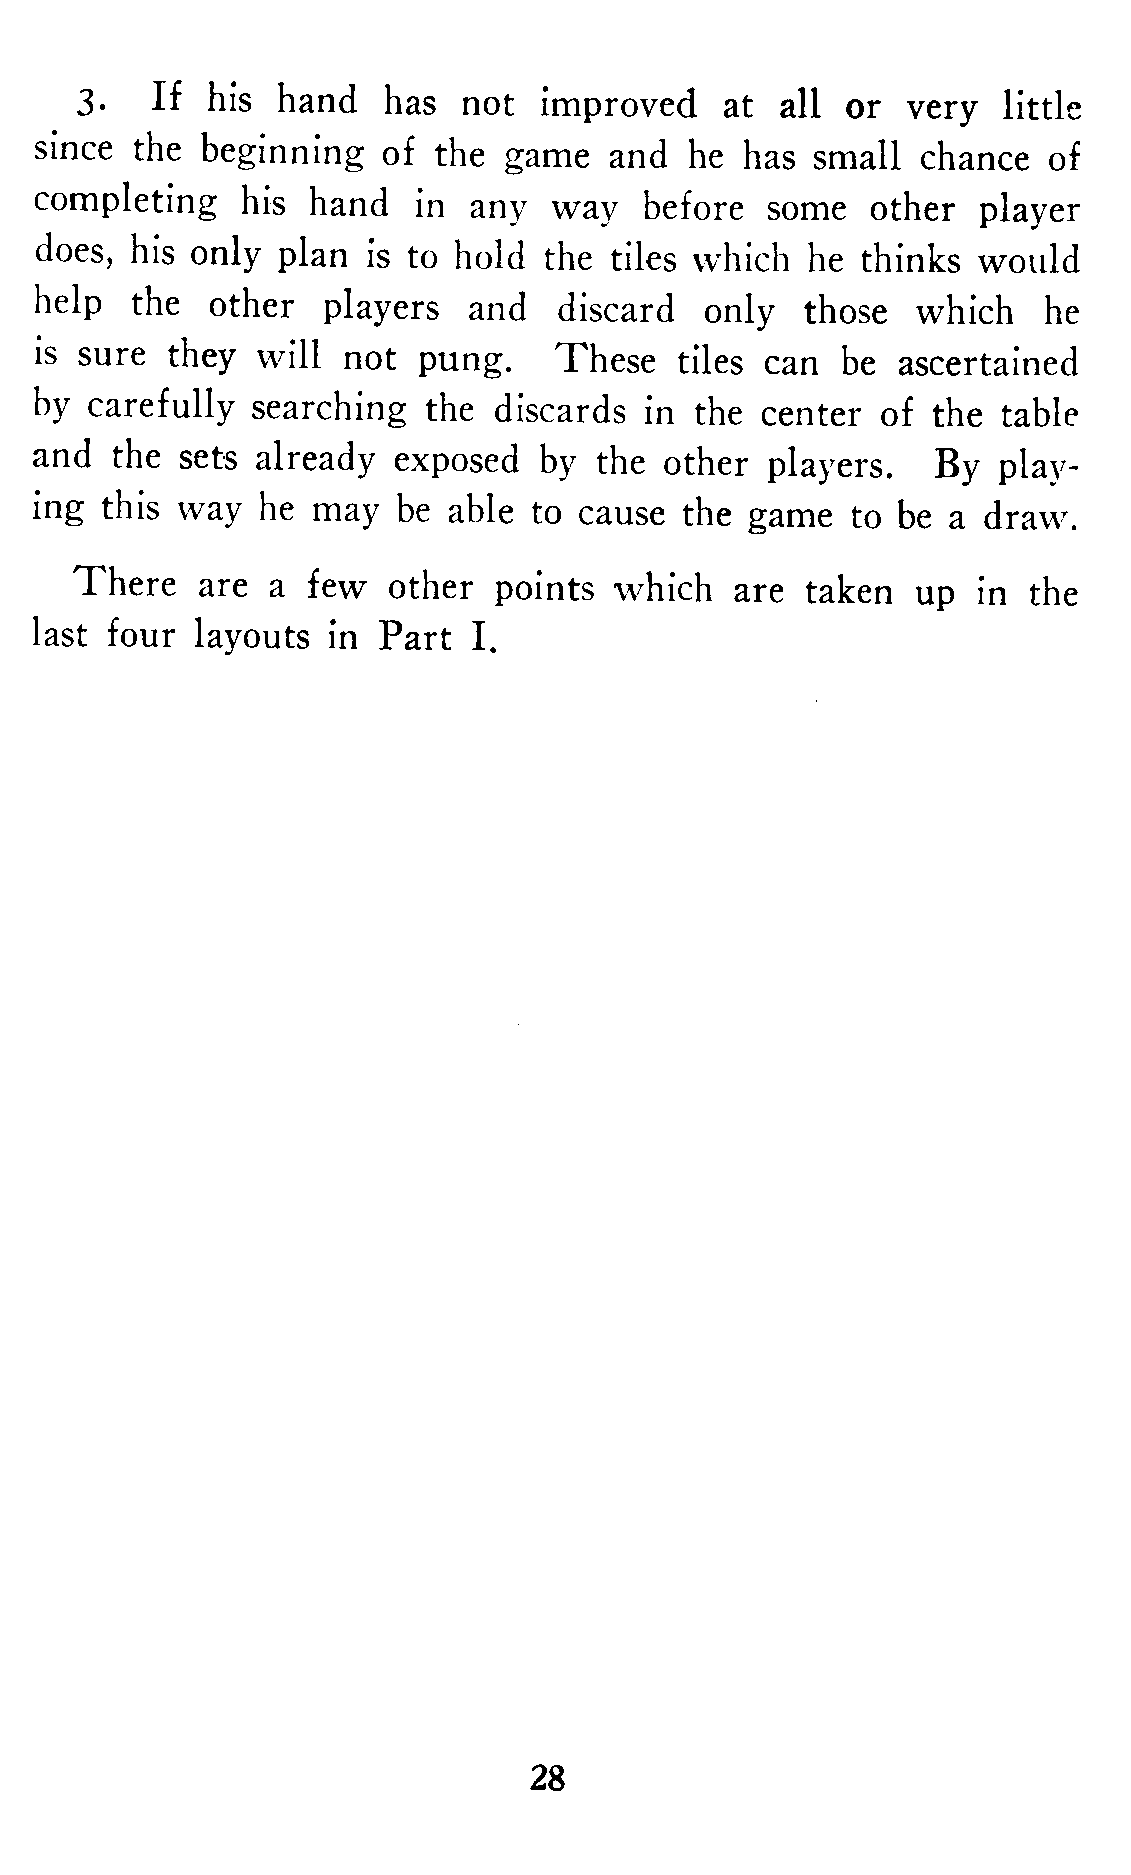 3. If his hand has not improved at all or very little
since the beginning of the game and he has small chance of
completing his hand in any way before some other player
does, his only plan is to hold the tiles which he thinks would
help the other players and discard only those which he
is sure they will not pung. These tiles can be ascertained
by carefully searching the discards in the center of the table
and the sets already exposed by the other players. By play-
ing this way he may be able to cause the game to be a draw.
There are a few other points which are taken up in the
last four layouts in Part I.
28